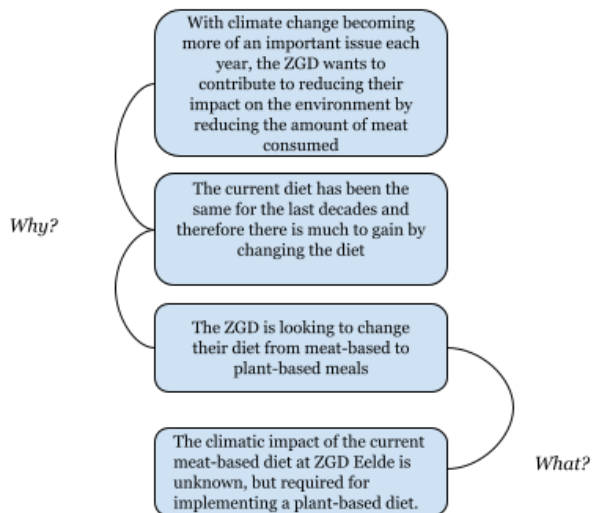 With climate change becoming
more of an important issue each
year, the ZGD wants to
contribute to reducing their
impact on the environment by
reducing the amount of meat
consumed
The current diet has been the
same for the last decades and
therefore there is much to gain by
changing the diet
Why?
The ZGD is looking to change
their diet from meat-based to
plant-based meals
The climatic impact of the current
meat-based diet at ZGD Eelde is
unknown, but required for
implementing a plant-based diet.
What?